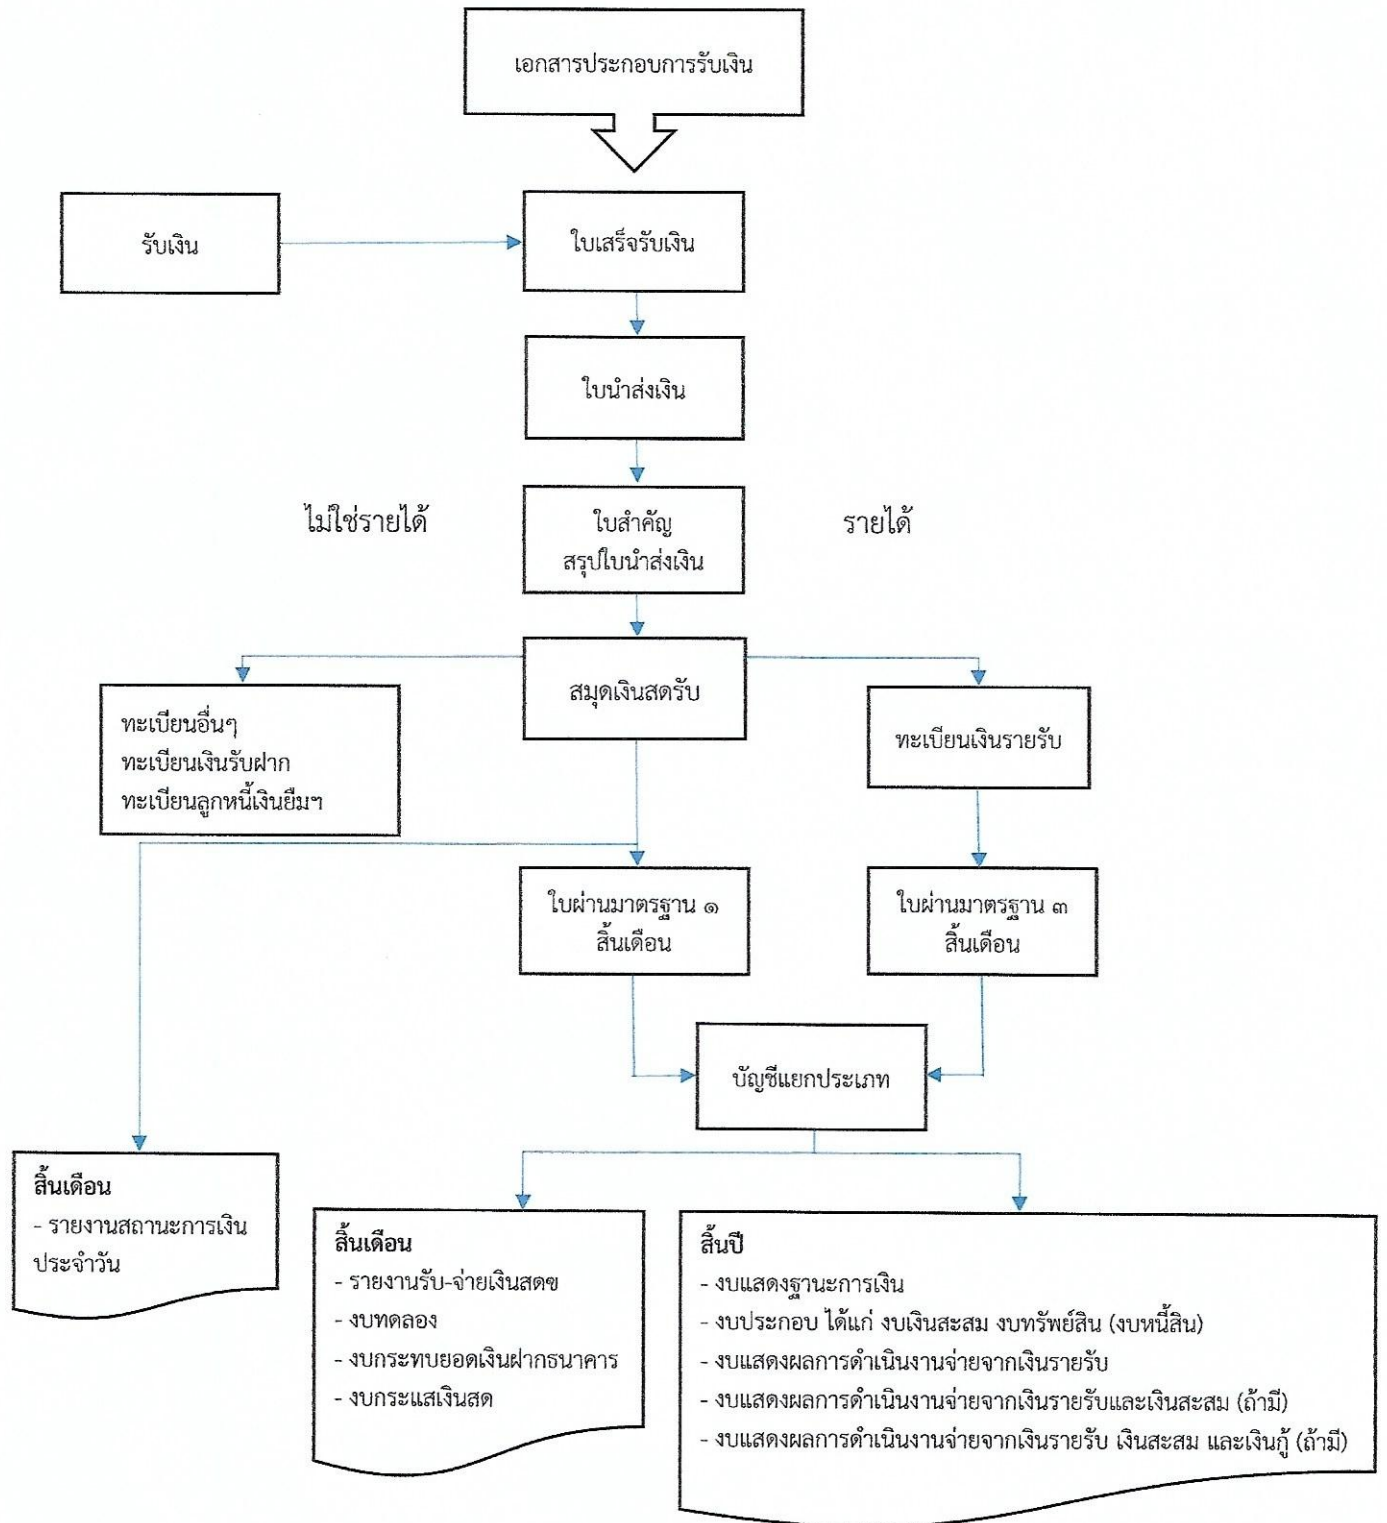 เอกสารประกอบการรับเงิน
รับเงิน
ใบเสร็จรับเงิน
ใบนำส่งเงิน
ไม่ใช่รายได้
ใบสำคัญ
สรุปใบนำส่งเงิน
รายได้
สมุดเงินสดรับ
ทะเบียนอื่นๆ
ทะเบียนเงินรับฝาก
ทะเบียนลูกหนี้เงินยืมฯ
ทะเบียนเงินรายรับ
ใบผ่านมาตรฐาน ๑
สิ้นเดือน
ใบผ่านมาตรฐาน ๓
สิ้นเดือน
บัญชีแยกประเภท
สิ้นเดือน
- รายงานสถานะการเงิน
ประจำวัน
สิ้นเดือน
- รายงานรับ-จ่ายเงินสดข
- งบทดลอง
- งบกระทบยอดเงินฝากธนาคาร
- งบกระแสเงินสด
สิ้นปี
- งบแสดงฐานะการเงิน
- งบประกอบ ได้แก่ งบเงินสะสม งบทรัพย์สิน (งบหนี้สิน)
- งบแสดงผลการดำเนินงานจ่ายจากเงินรายรับ
- งบแสดงผลการดำเนินงานจ่ายจากเงินรายรับและเงินสะสม (ถ้ามี)
- งบแสดงผลการดำเนินงานจ่ายจากเงินรายรับ เงินสะสม และเงินกู้ (ถ้ามี)